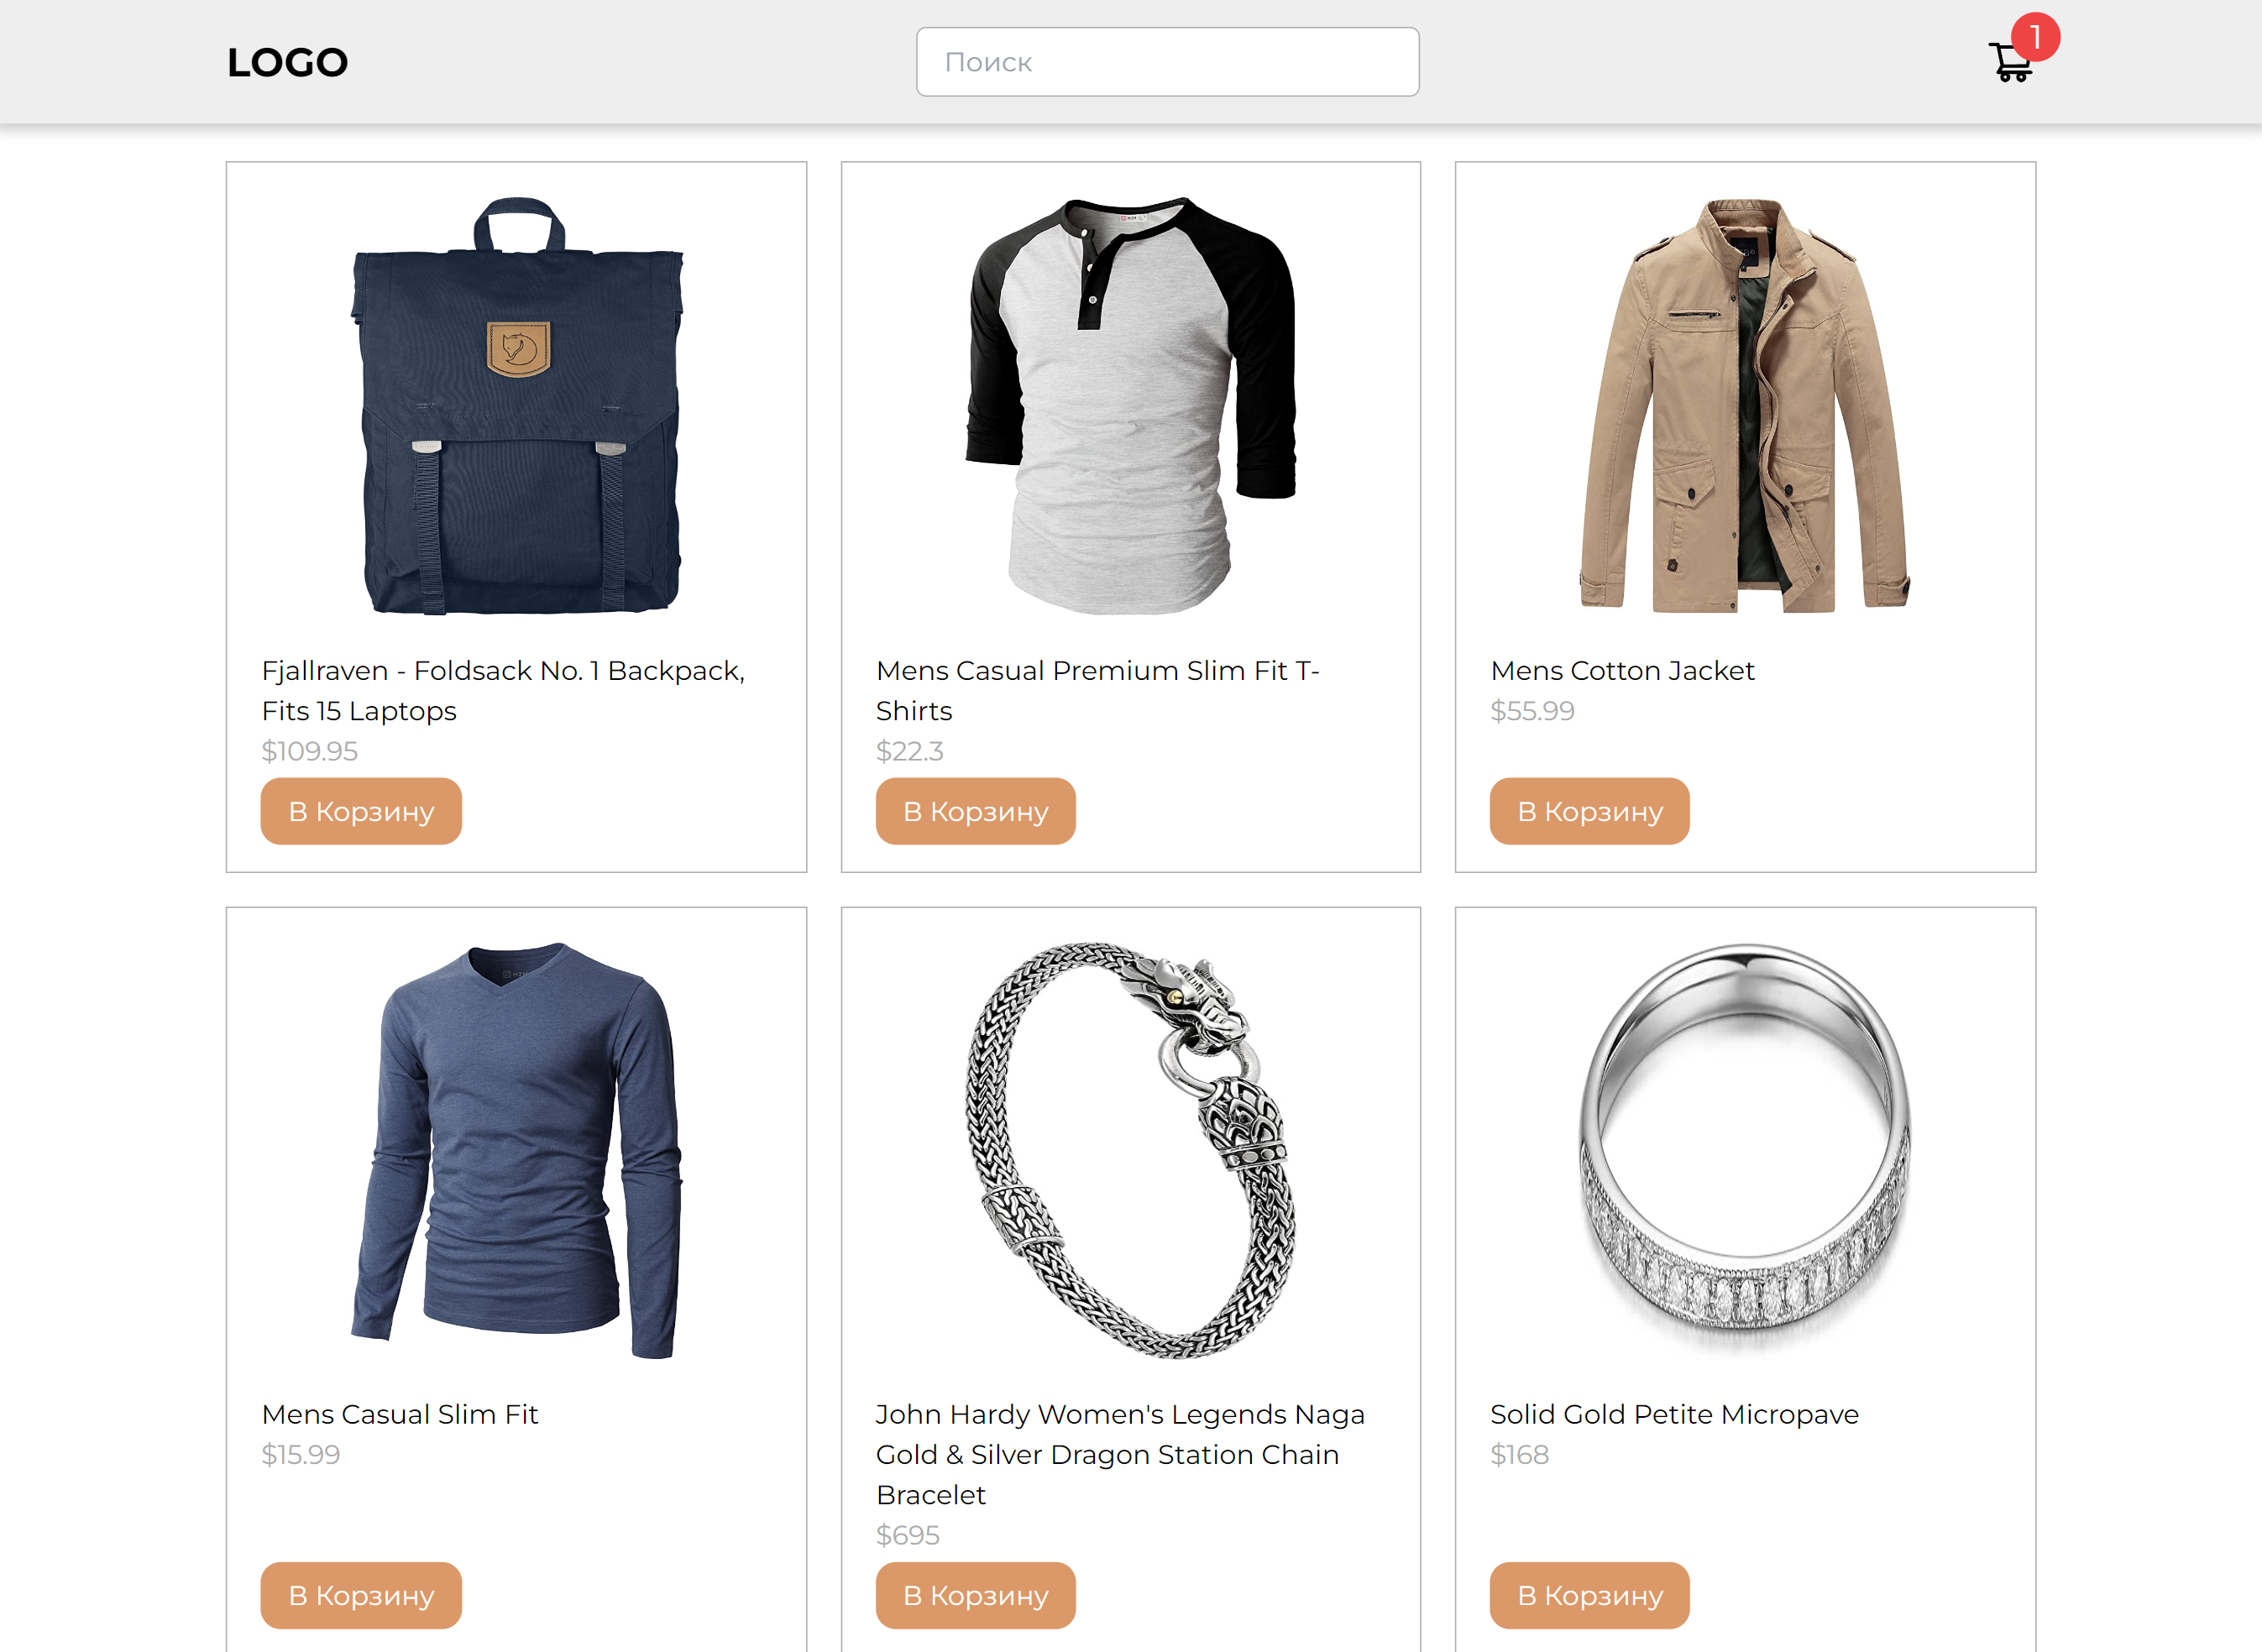 LOGO
Поиск
1
Fjallraven - Foldsack No. 1 Backpack,
Fits 15 Laptops
$109.95
В Корзину
Mens Casual Premium Slim Fit T-
Shirts
$22.3
В Корзину
Mens Cotton Jacket
$55.99
В Корзину
Mens Casual Slim Fit
$15.99
В Корзину
John Hardy Women's Legends Naga
Gold & Silver Dragon Station Chain
Bracelet
$695
В Корзину
Solid Gold Petite Micropave
$168
В Корзину